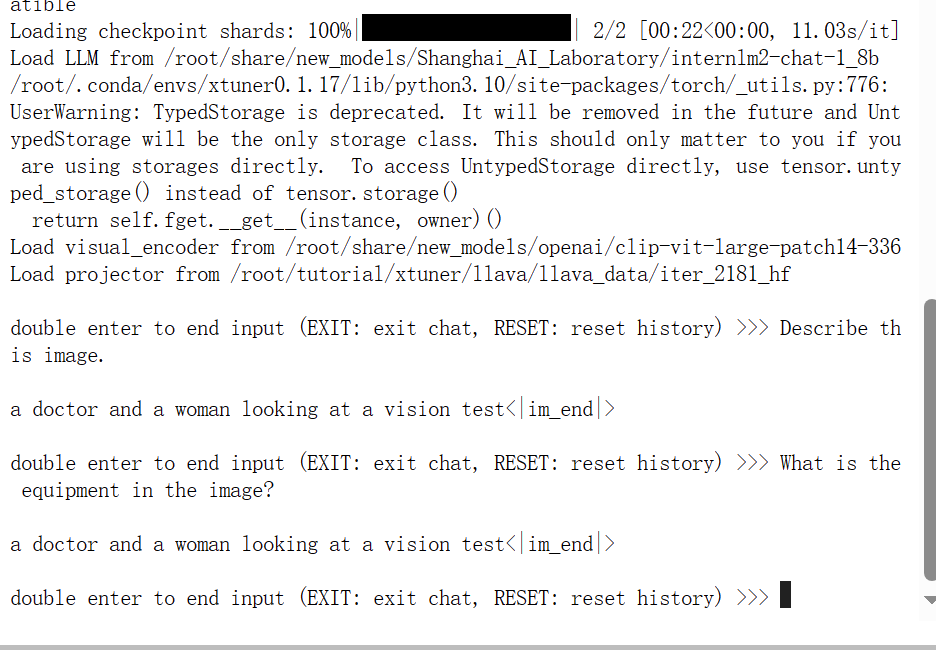 atible
Loading checkpoint shards: 100%|██████████| 2/2 [00:22<00:00, 11.03s/it]
Load LLM from /root/share/new_models/Shanghai_AI_Laboratory/internlm2-chat-1_8b
/root/.conda/envs/xtuner0.1.17/lib/python3.10/site-packages/torch/_utils.py:776:
UserWarning: TypedStorage is deprecated. It will be removed in the future and Unt
ypedStorage will be the only storage class. This should only matter to you if you
 are using storages directly.  To access UntypedStorage directly, use tensor.unty
ped_storage() instead of tensor.storage()
  return self.fget.__get__(instance, owner)()
Load visual_encoder from /root/share/new_models/openai/clip-vit-large-patch14-336
Load projector from /root/tutorial/xtuner/llava/llava_data/iter_2181_hf
double enter to end input (EXIT: exit chat, RESET: reset history) >>> Describe th
is image.
a doctor and a woman looking at a vision test<|im_end|>
double enter to end input (EXIT: exit chat, RESET: reset history) >>> What is the
 equipment in the image?
a doctor and a woman looking at a vision test<|im_end|>
double enter to end input (EXIT: exit chat, RESET: reset history) >>>